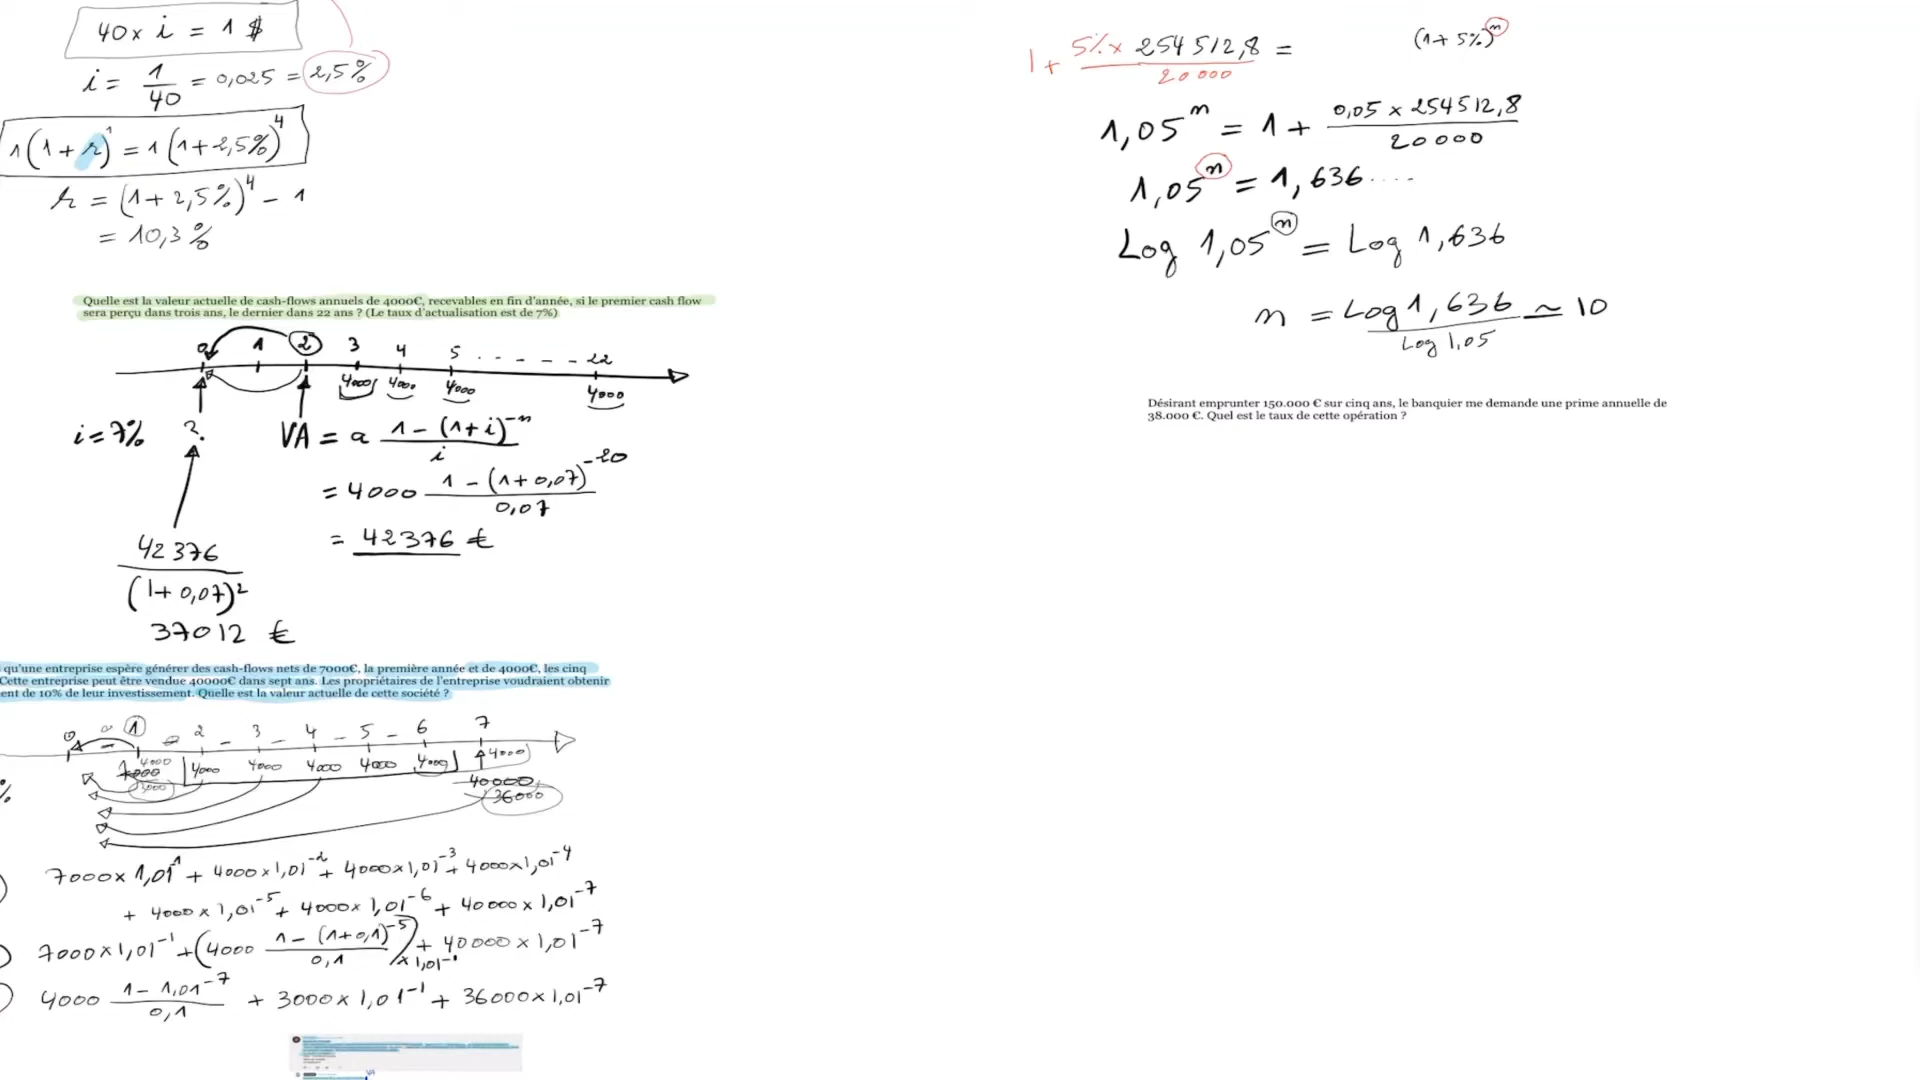 40 x i = 1 $
i = 1/40 = 0,025 = 2,5%
1(1+r)^1 = 1(1+2,5%)^4
r = (1+2,5%)^4 - 1
= 10,3 %
Quelle est la valeur actuelle de cash-flows annuels de 4000€, recevables en fin d'année, si le premier cash flow
sera perçu dans trois ans, le dernier dans 22 ans ? (Le taux d'actualisation est de 7%)
0 1 2 3 4 5 . - - - - 22
4000 4000 4000 4000
i = 7% ? VA = a (1-(1+i)^-n)/i
= 4000 (1-(1+0,07)^-20)/0,07
= 42376 €
42376/(1+0,07)^2
37012 €
qu'une entreprise espère générer des cash-flows nets de 7000€, la première année et de 4000€, les cinq
Cette entreprise peut être vendue 40000€ dans sept ans. Les propriétaires de l'entreprise voudraient obtenir
ent de 10% de leur investissement. Quelle est la valeur actuelle de cette société ?
0 1 2 - 3 - 4 - 5 - 6 7
4000 4000
7000 4000 4000 4000 4000 4000
3000 40000
% 36000
7000 x 1,01^-1 + 4000 x 1,01^-2 + 4000 x 1,01^-3 + 4000 x 1,01^-4
+ 4000 x 1,01^-5 + 4000 x 1,01^-6 + 40000 x 1,01^-7
7000 x 1,01^-1 + (4000 (1-(1+0,1)^-5)/0,1) x 1,01^-1 + 40000 x 1,01^-7
4000 (1-1,01^-7)/0,1 + 3000 x 1,01^-1 + 36000 x 1,01^-7
VA
1 + 5% x 254512,8/20000 = (1+5%)^n
1,05^n = 1 + 0,05 x 254512,8/20000
1,05^n = 1,636....
Log 1,05^n = Log 1,636
n = Log 1,636/Log 1,05 ≃ 10
Désirant emprunter 150.000 € sur cinq ans, le banquier me demande une prime annuelle de
38.000 €. Quel est le taux de cette opération ?